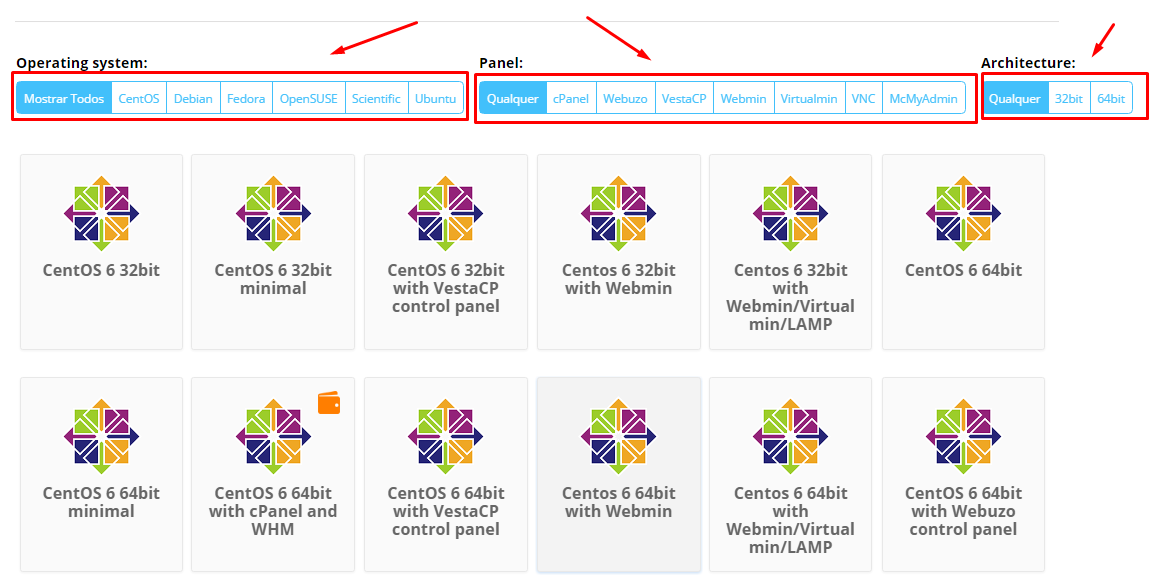 Operating system:
Panel:
Architecture:
Mostrar Todos CentOS Debian Fedora OpenSUSE Scientific Ubuntu
Qualquer cPanel Webuzo VestaCP Webmin Virtualmin VNC McMyAdmin
Qualquer 32bit 64bit
CentOS 6 32bit
CentOS 6 32bit
minimal
CentOS 6 32bit
with VestaCP
control panel
Centos 6 32bit
with Webmin
Centos 6 32bit
with
Webmin/Virtual
min/LAMP
CentOS 6 64bit
CentOS 6 64bit
minimal
CentOS 6 64bit
with cPanel and
WHM
CentOS 6 64bit
with VestaCP
control panel
Centos 6 64bit
with Webmin
Centos 6 64bit
with
Webmin/Virtual
min/LAMP
CentOS 6 64bit
with Webuzo
control panel